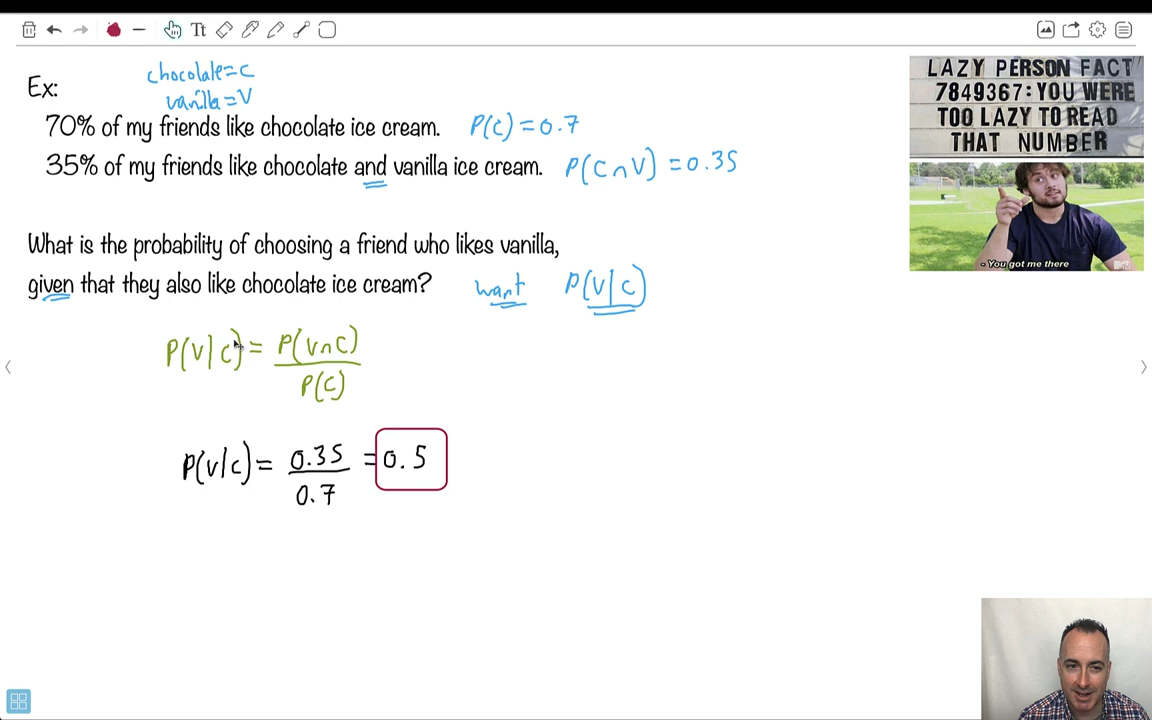 Tt
chocolate=C
Ex:
vanilla=V
70% of my friends like chocolate ice cream. P(C)=0.7
35% of my friends like chocolate and vanilla ice cream. P(C∩V)=0.35
What is the probability of choosing a friend who likes vanilla,
given that they also like chocolate ice cream? want P(V|C)
P(V|C)= P(V∩C)
P(C)
P(V|C)= 0.35 =0.5
0.7
LAZY PERSON FACT
7849367:YOU WERE
TOO LAZY TO READ
THAT NUMBER
- You got me there